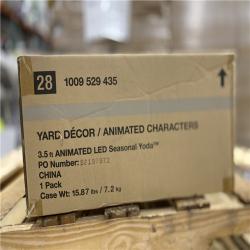 28 1009 529 435
YARD DÉCOR / ANIMATED CHARACTERS
3.5 ft ANIMATED LED Seasonal Yoda™
PO Number:
CHINA
1 Pack
Case Wt: 15.87 lbs / 7.2 kg